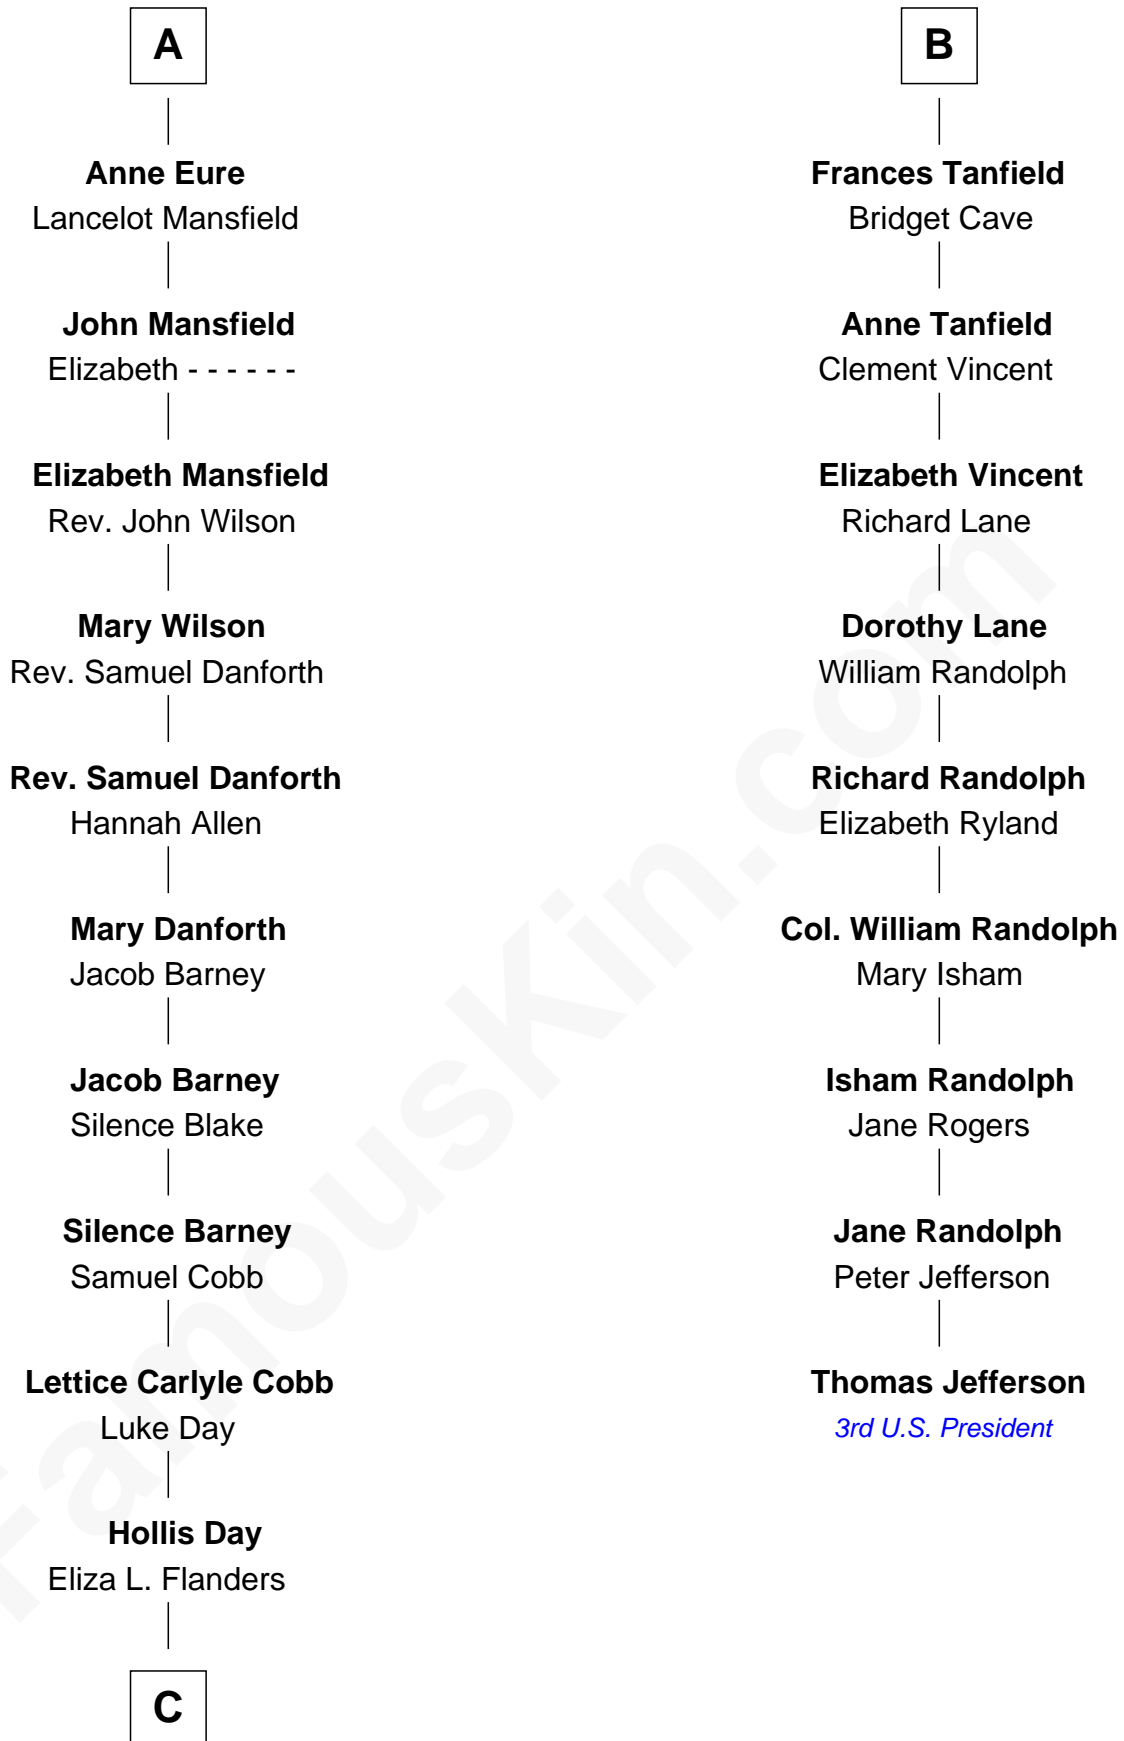 A
Anne Eure
Lancelot Mansfield
John Mansfield
Elizabeth - - - - - -
Elizabeth Mansfield
Rev. John Wilson
Mary Wilson
Rev. Samuel Danforth
Rev. Samuel Danforth
Hannah Allen
Mary Danforth
Jacob Barney
Jacob Barney
Silence Blake
Silence Barney
Samuel Cobb
Lettice Carlyle Cobb
Luke Day
Hollis Day
Eliza L. Flanders
C
B
Frances Tanfield
Bridget Cave
Anne Tanfield
Clement Vincent
Elizabeth Vincent
Richard Lane
Dorothy Lane
William Randolph
Richard Randolph
Elizabeth Ryland
Col. William Randolph
Mary Isham
Isham Randolph
Jane Rogers
Jane Randolph
Peter Jefferson
Thomas Jefferson
3rd U.S. President
FamousKin.com